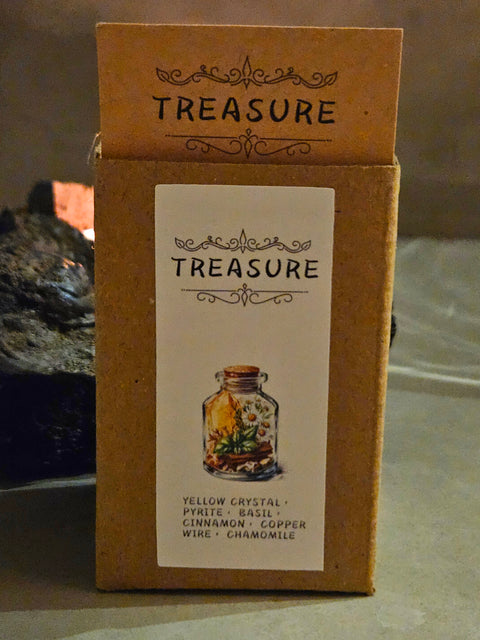 TREASURE
TREASURE
YELLOW CRYSTAL ·
PYRITE · BASIL ·
CINNAMON · COPPER
WIRE · CHAMOMILE